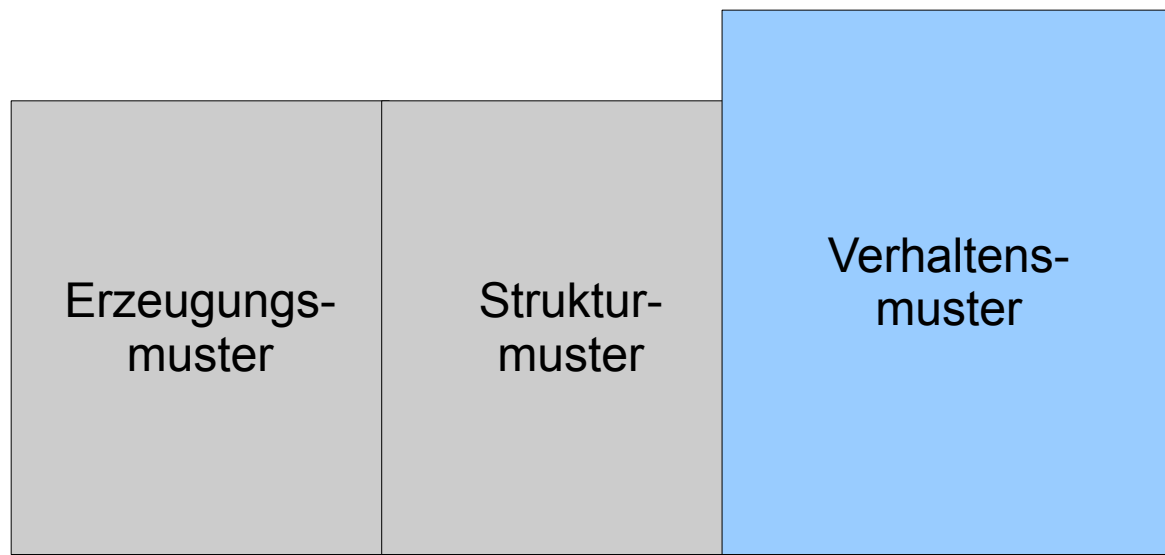 Erzeugungs-
muster
Struktur-
muster
Verhaltens-
muster